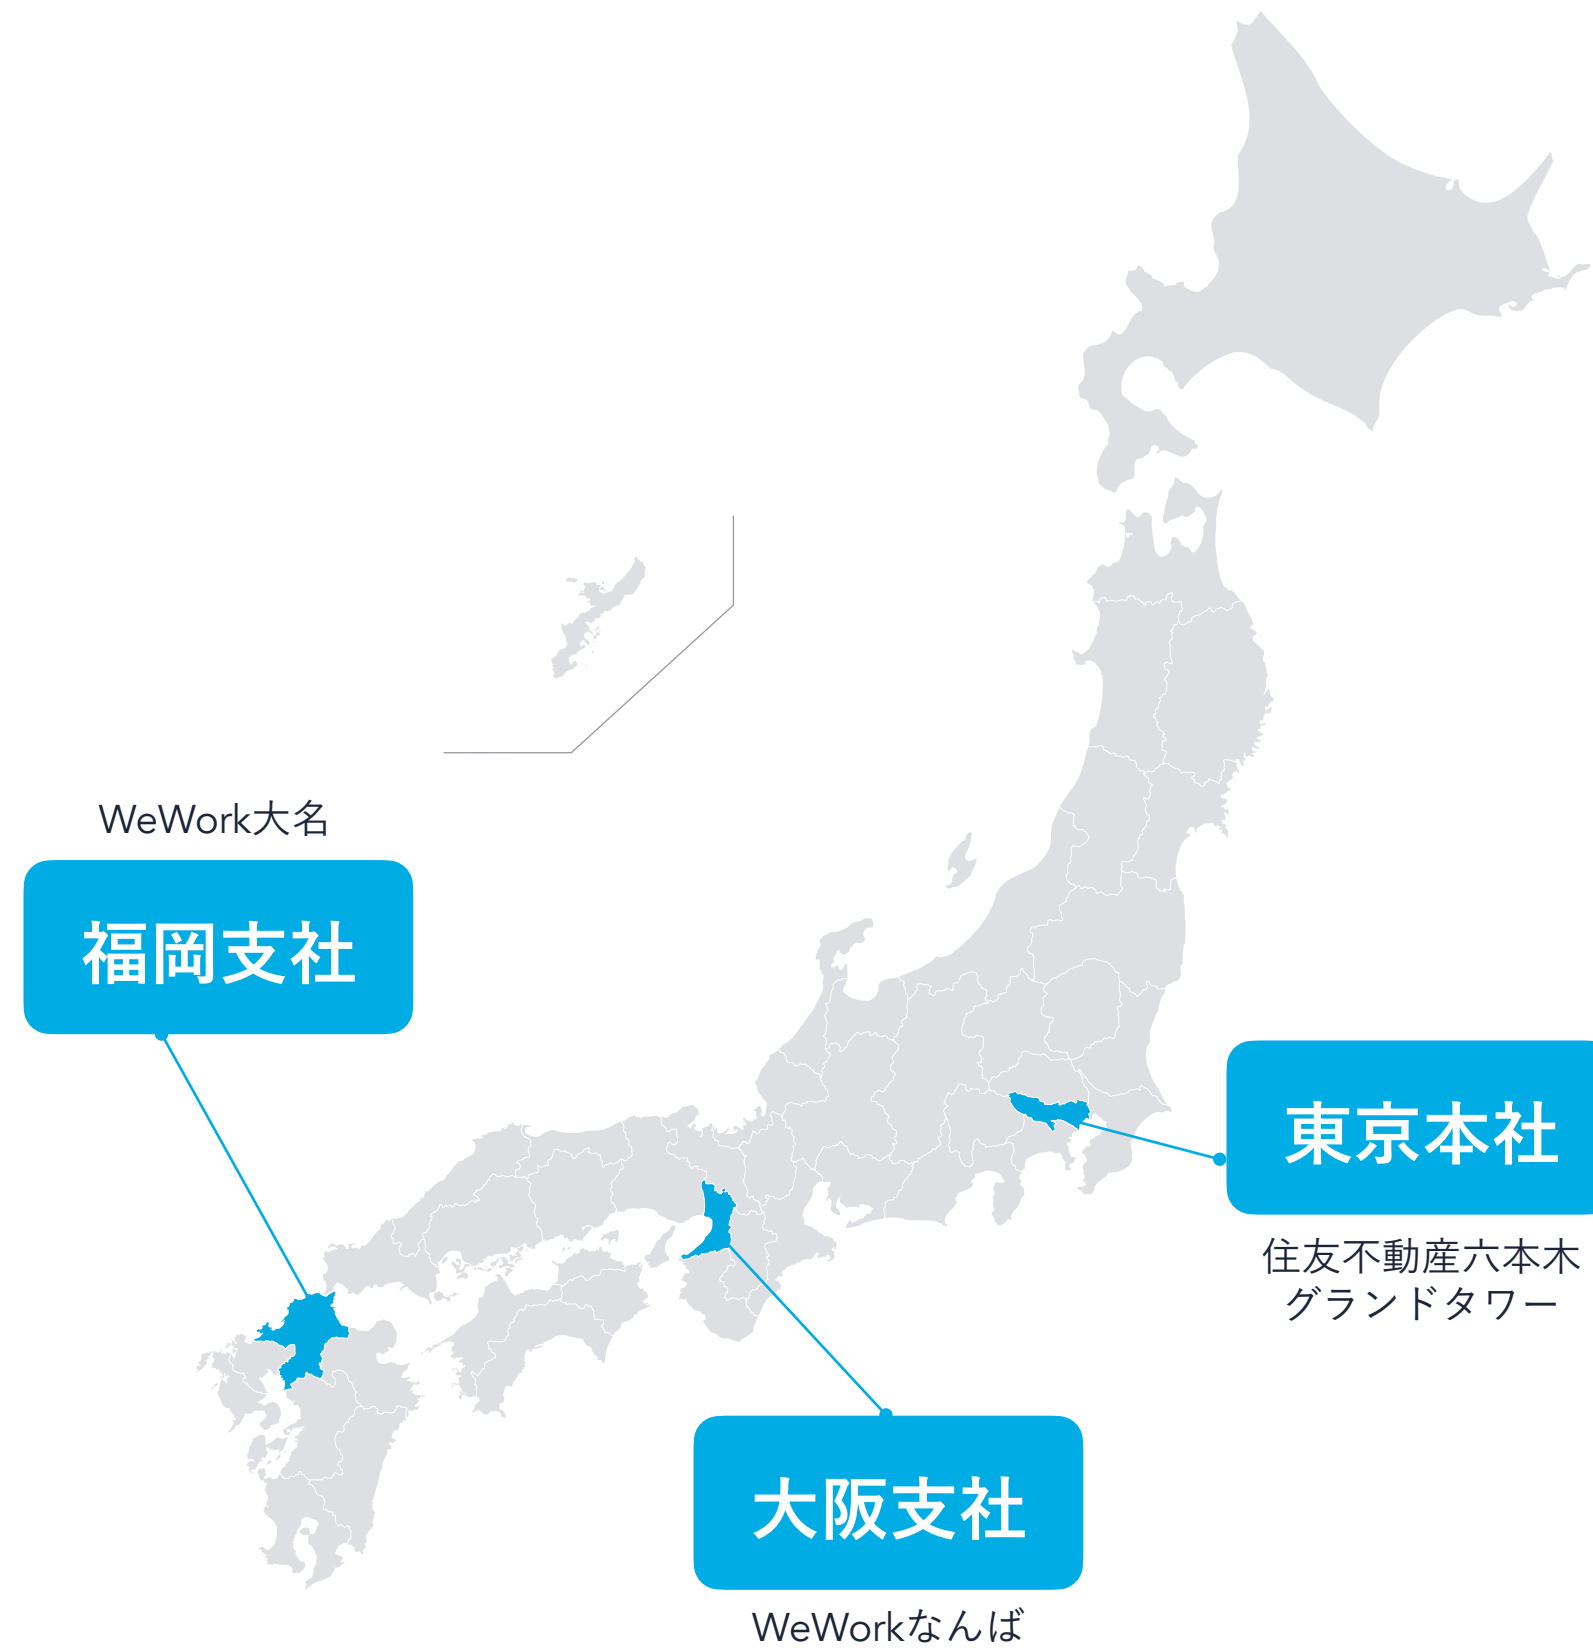 WeWork大名
福岡支社
東京本社
住友不動産六本木
グランドタワー
大阪支社
WeWorkなんば